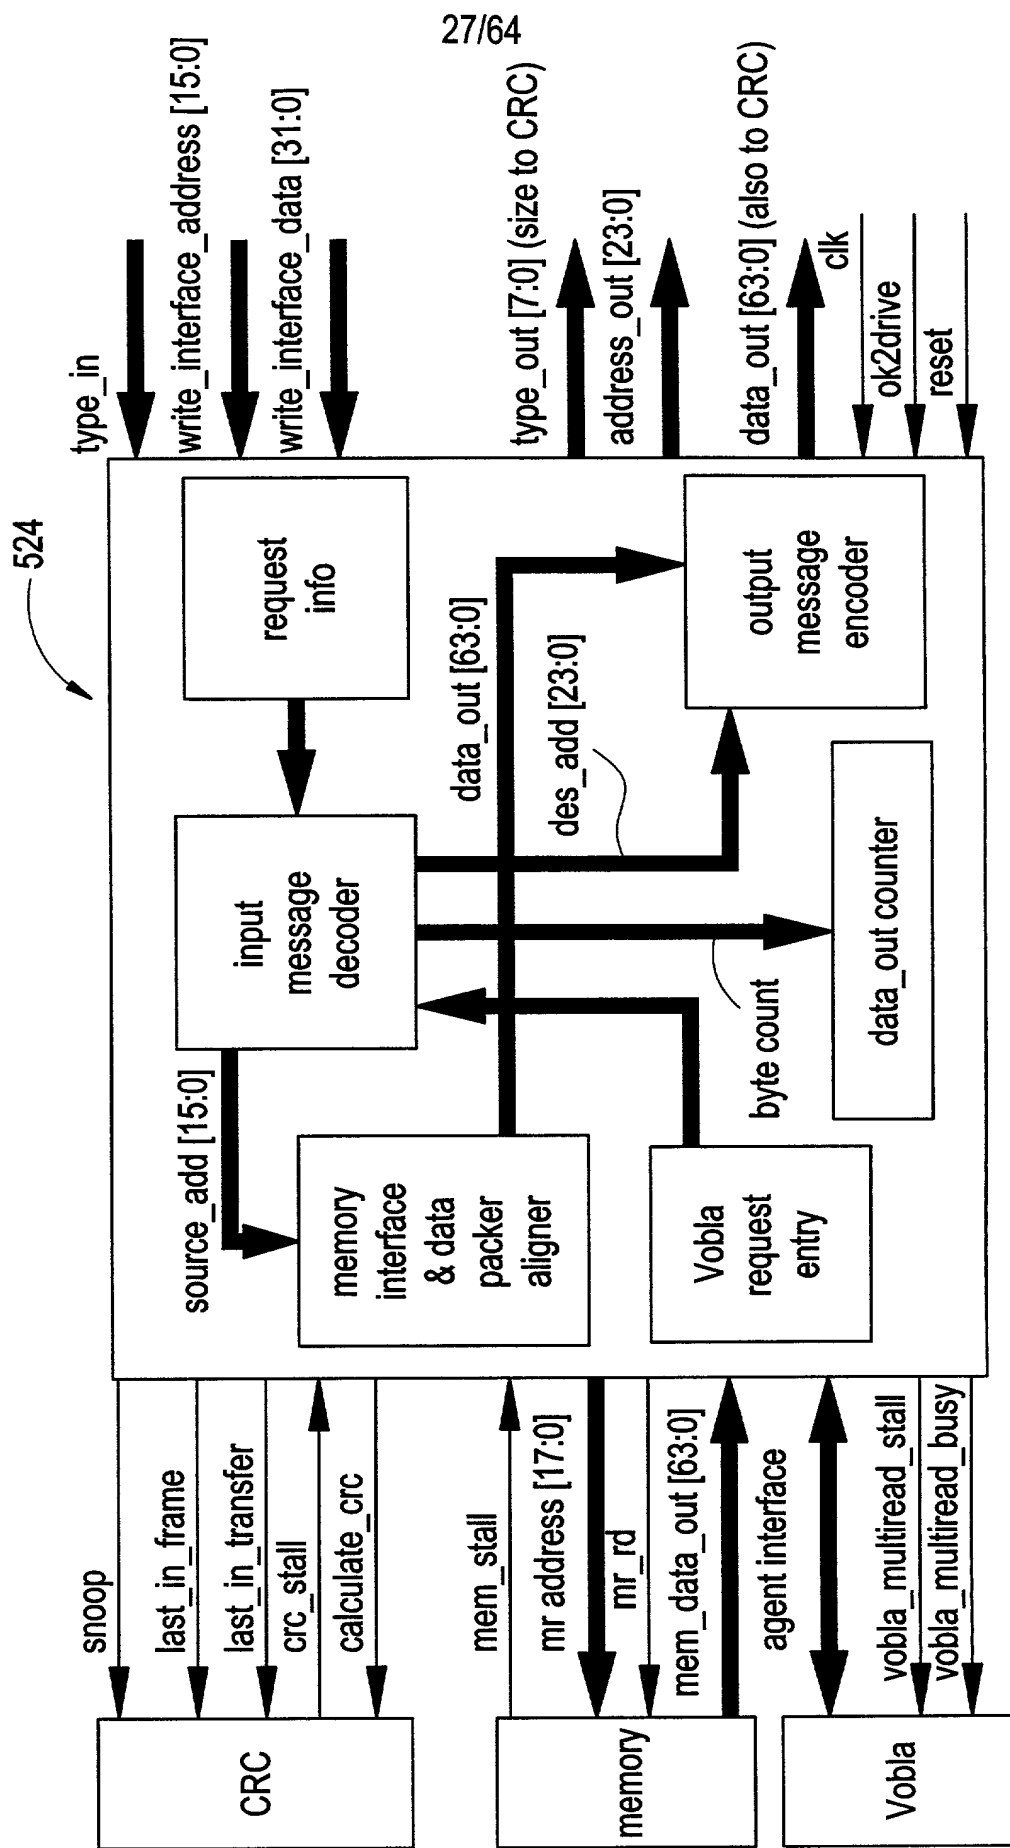 27/64
524
type_in
write_interface_address [15:0]
write_interface_data [31:0]
type_out [7:0] (size to CRC)
address_out [23:0]
data_out [63:0] (also to CRC)
clk
ok2drive
reset
request
info
input
message
decoder
output
message
encoder
data_out [63:0]
des_add [23:0]
byte count
data_out counter
source_add [15:0]
memory
interface
& data
packer
aligner
Vobla
request
entry
snoop
last_in_frame
last_in_transfer
crc_stall
calculate_crc
mem_stall
mr address [17:0]
mr_rd
mem_data_out [63:0]
agent interface
vobla_multiread_stall
vobla_multiread_busy
CRC
memory
Vobla